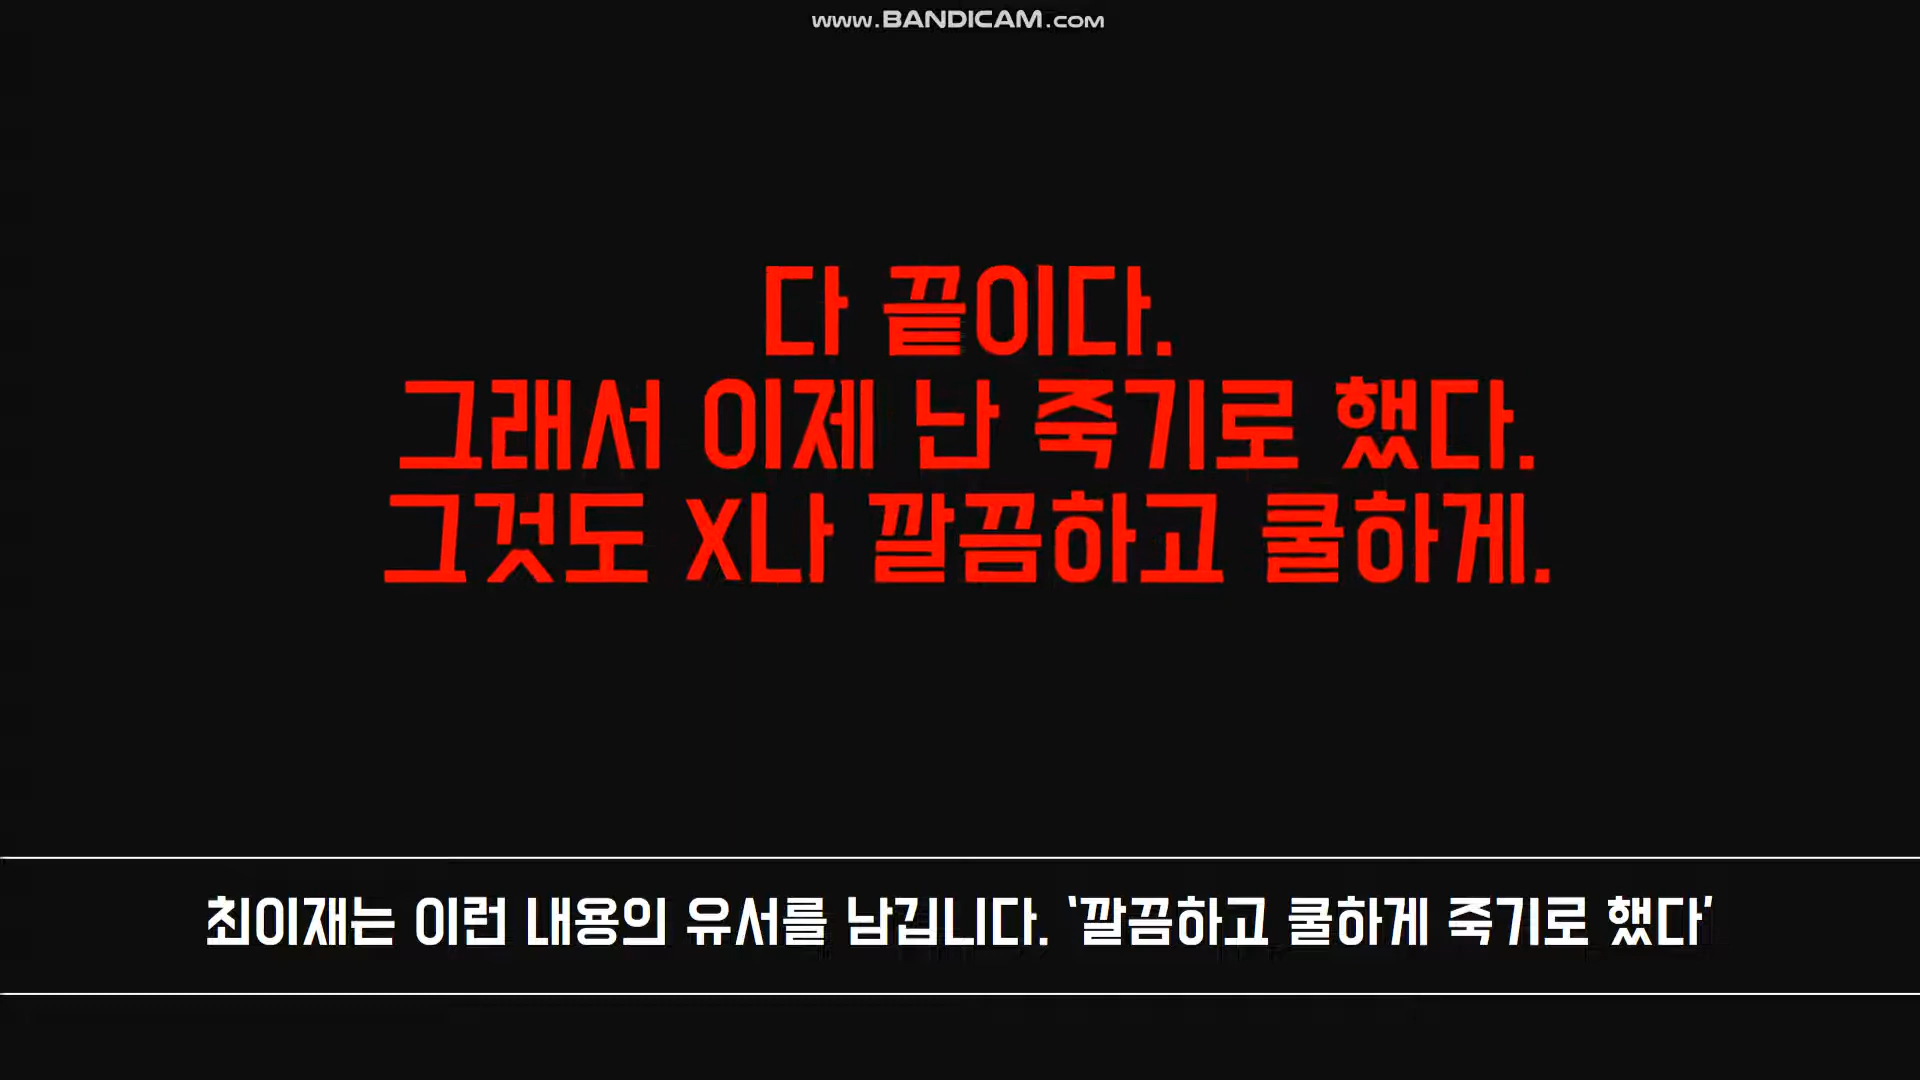 www.BANDICAM.com
다 끝이다.
그래서 이제 난 죽기로 했다.
그것도 X나 깔끔하고 쿨하게.
최이재는 이런 내용의 유서를 남깁니다. '깔끔하고 쿨하게 죽기로 했다'